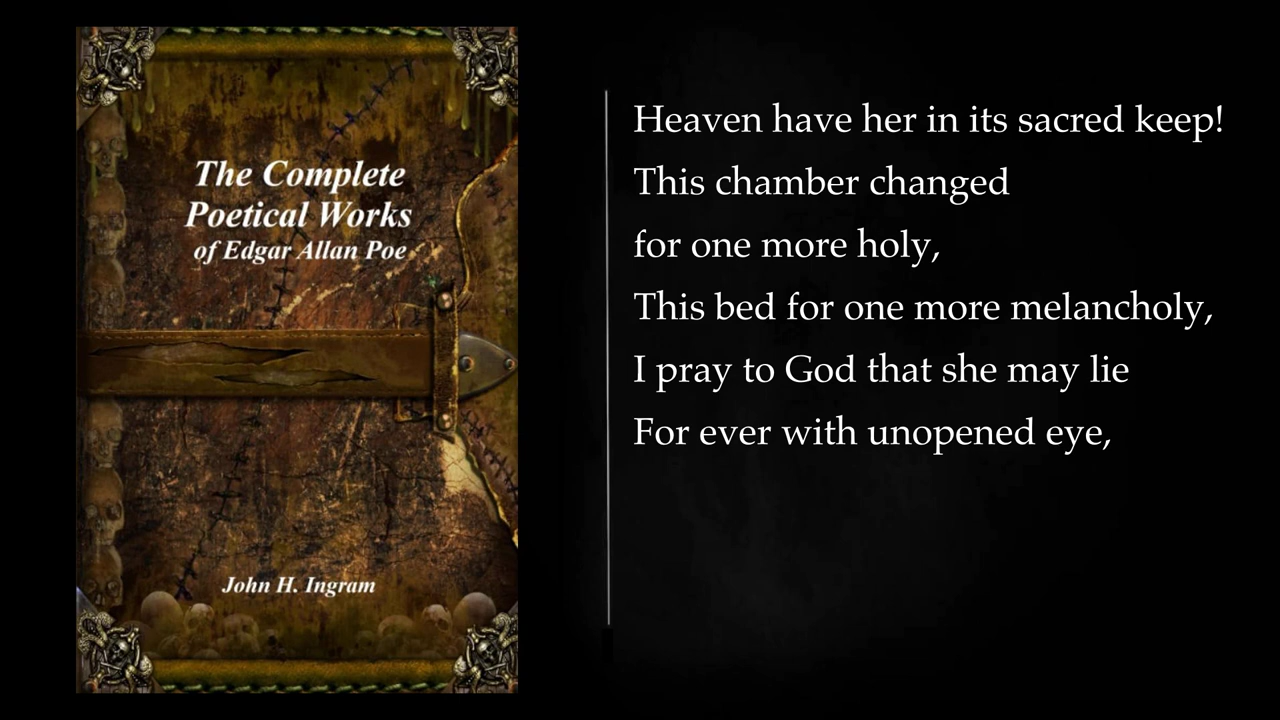 The Complete
Poetical Works
of Edgar Allan Poe
John H. Ingram
Heaven have her in its sacred keep!
This chamber changed
for one more holy,
This bed for one more melancholy,
I pray to God that she may lie
For ever with unopened eye,